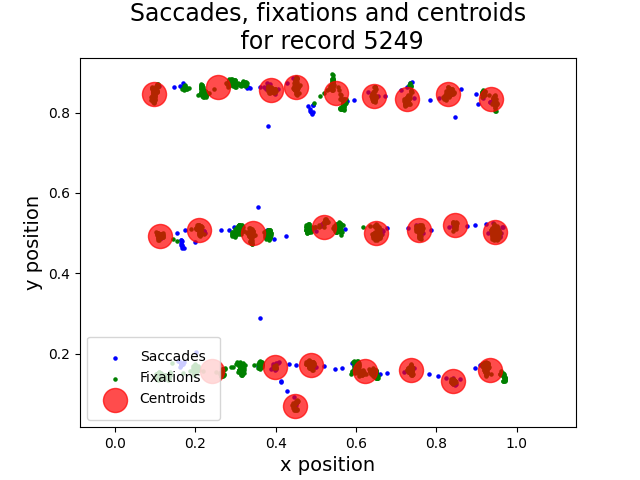 Saccades, fixations and centroids
for record 5249
y position
0.8
0.6
0.4
0.2
Saccades
Fixations
Centroids
0.0 0.2 0.4 0.6 0.8 1.0
x position